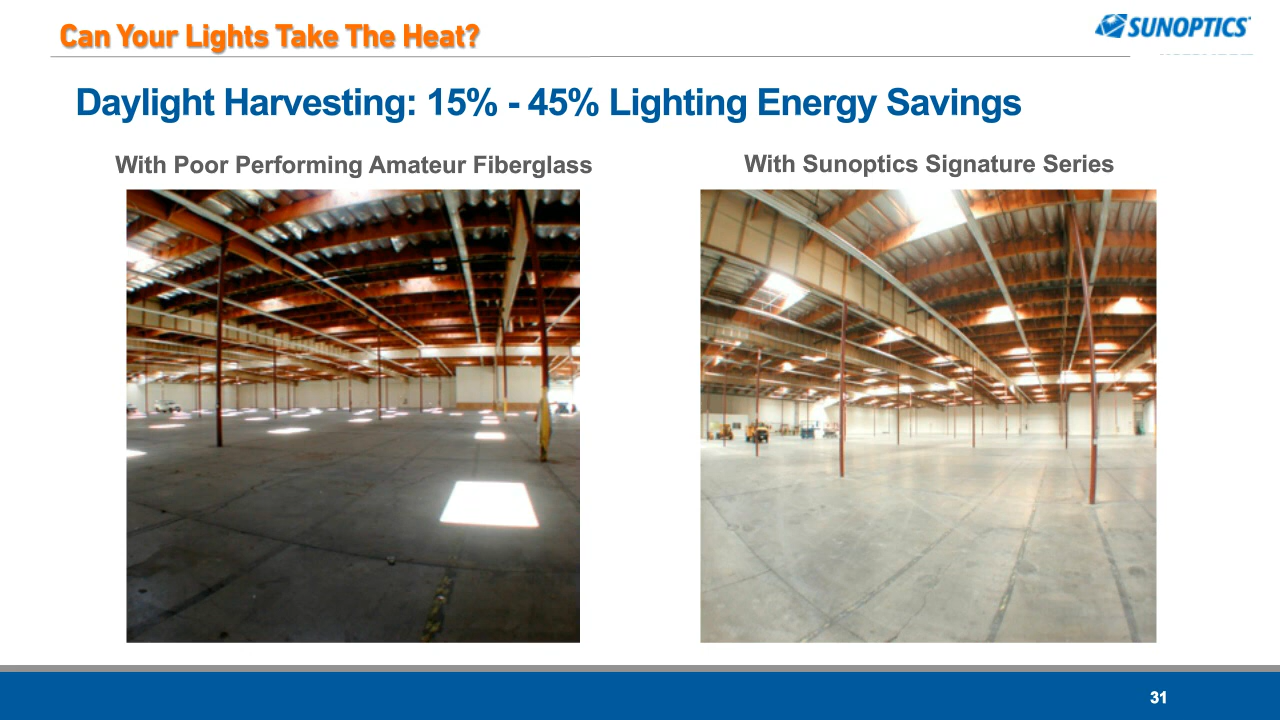 Can Your Lights Take The Heat?
SUNOPTICS
Daylight Harvesting: 15% - 45% Lighting Energy Savings
With Poor Performing Amateur Fiberglass
With Sunoptics Signature Series
31